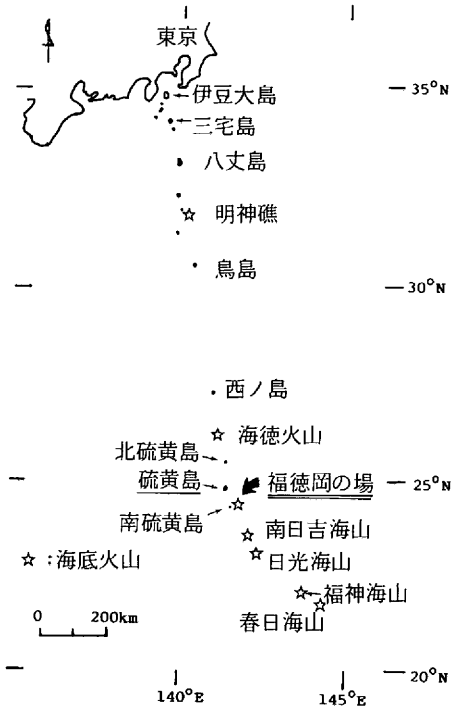 東京
35°N
伊豆大島
三宅島
八丈島
☆ 明神礁
鳥島
30°N
西ノ島
☆ 海徳火山
北硫黄島
硫黄島
福徳岡の場
25°N
南硫黄島
☆
☆ 南日吉海山
☆ 日光海山
☆ :海底火山
☆ 福神海山
☆
春日海山
0 200km
20°N
140°E
145°E